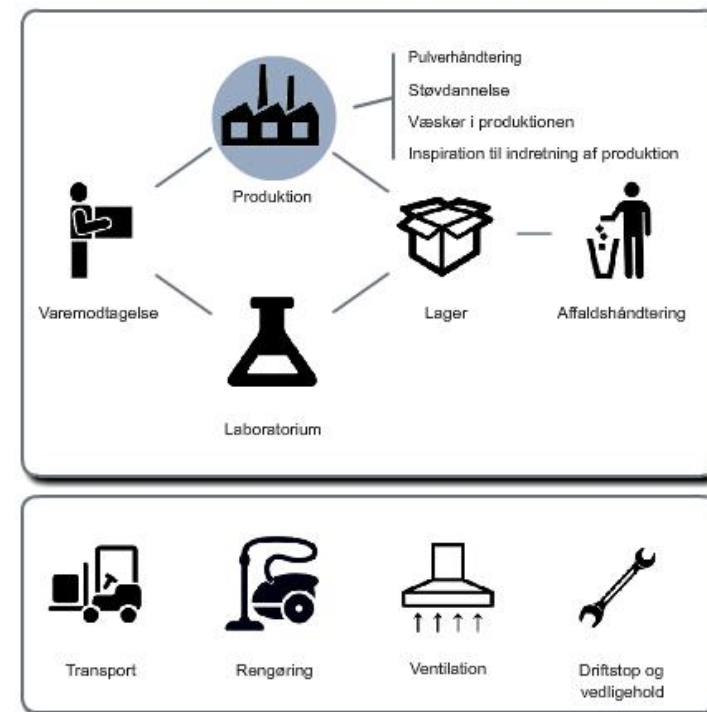 Pulverhåndtering
Støvdannelse
Væsker i produktionen
Inspiration til indretning af produktion
Produktion
Varemodtagelse
Lager
Affaldshåndtering
Laboratorium
Transport
Rengøring
Ventilation
Driftstop og
vedligehold